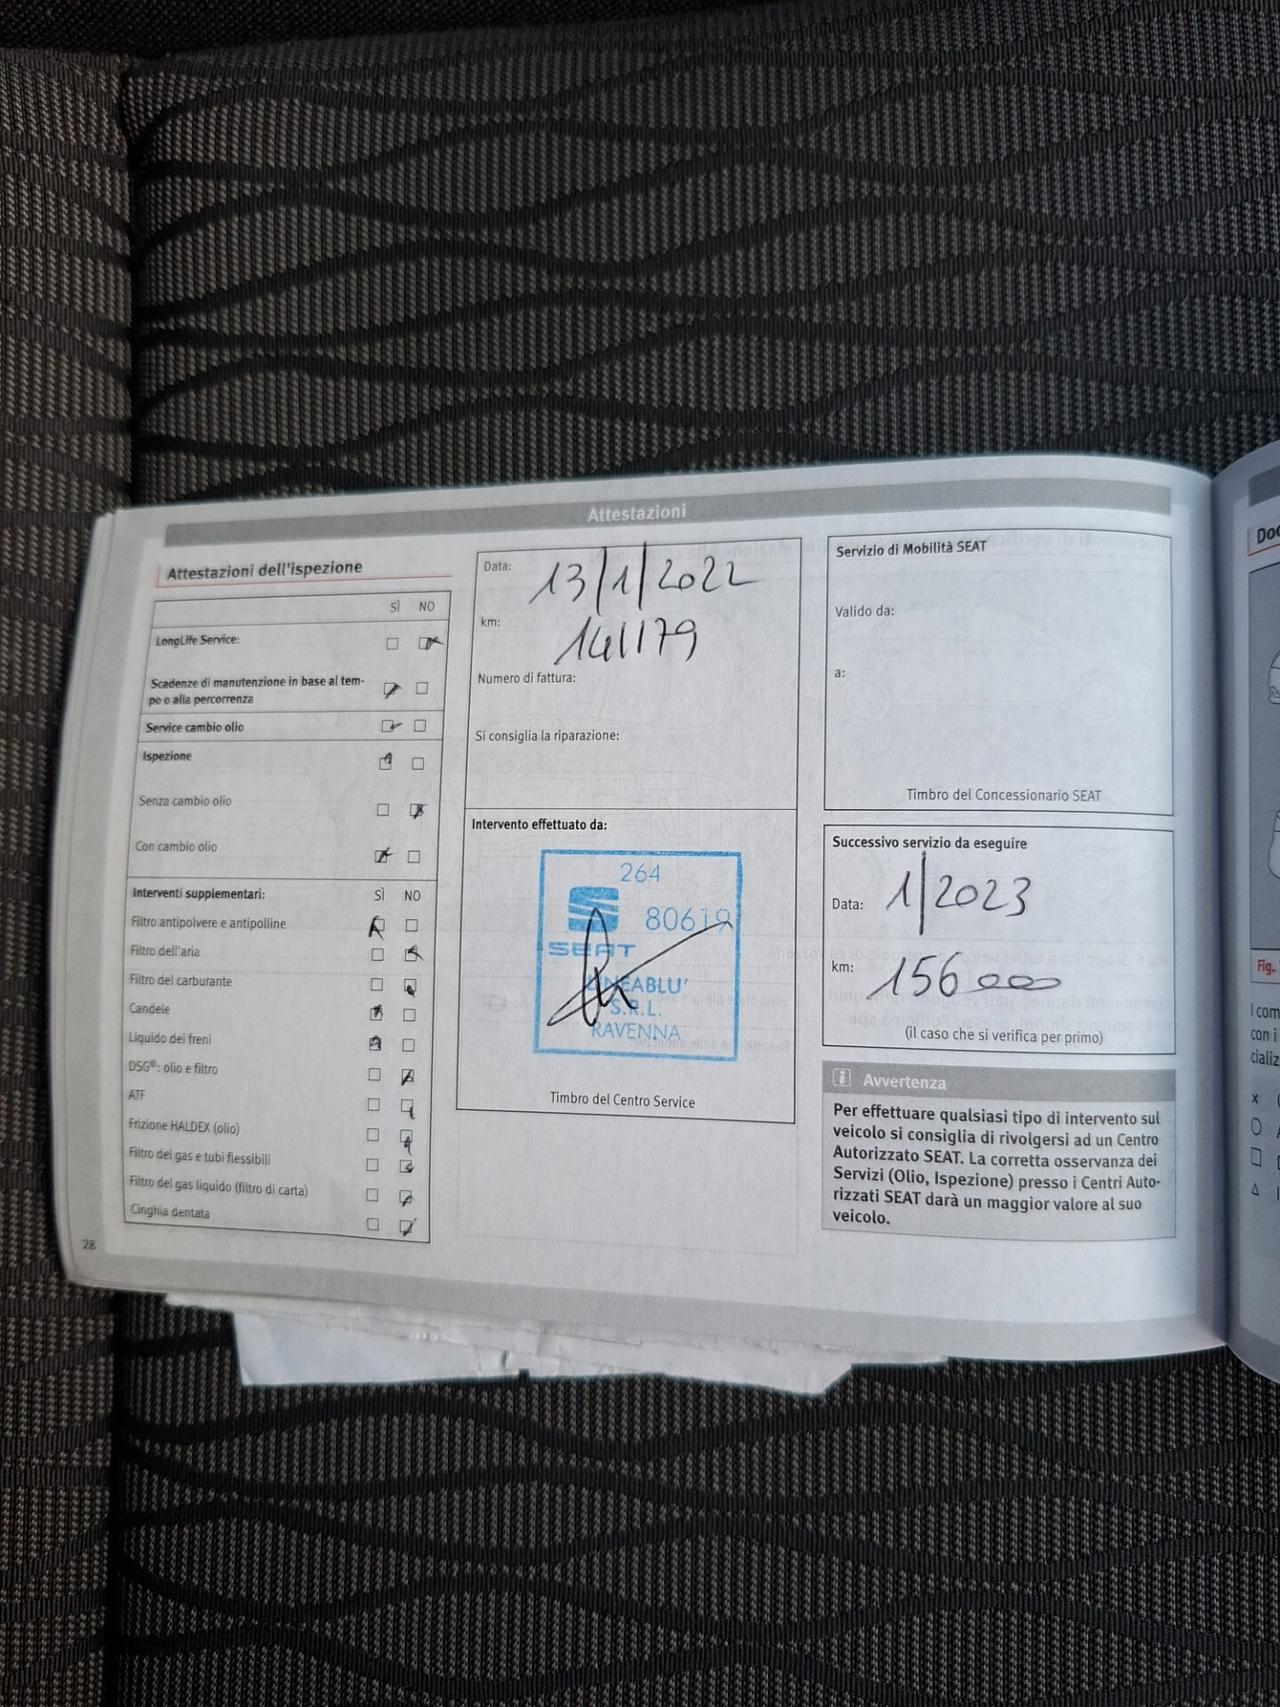 Attestazioni
Attestazioni dell'ispezione
SÌ NO
LongLife Service:
Scadenze di manutenzione in base al tem-
po o alla percorrenza
Service cambio olio
Ispezione
Senza cambio olio
Con cambio olio
Interventi supplementari: SÌ NO
Filtro antipolvere e antipolline
Filtro dell'aria
Filtro del carburante
Candele
Liquido dei freni
DSG®: olio e filtro
ATF
Frizione HALDEX (olio)
Filtro del gas e tubi flessibili
Filtro del gas liquido (filtro di carta)
Cinghia dentata
28
Data: 13/1/2022
km: 141179
Numero di fattura:
Si consiglia la riparazione:
Intervento effettuato da:
264
80619
SEAT
LINEABLU'
S.R.L.
RAVENNA
Timbro del Centro Service
Servizio di Mobilità SEAT
Valido da:
a:
Timbro del Concessionario SEAT
Successivo servizio da eseguire
Data: 1/2023
km: 156000
(il caso che si verifica per primo)
i Avvertenza
Per effettuare qualsiasi tipo di intervento sul
veicolo si consiglia di rivolgersi ad un Centro
Autorizzato SEAT. La corretta osservanza dei
Servizi (Olio, Ispezione) presso i Centri Auto-
rizzati SEAT darà un maggior valore al suo
veicolo.
Doc
Fig.
I com
con i
cializ